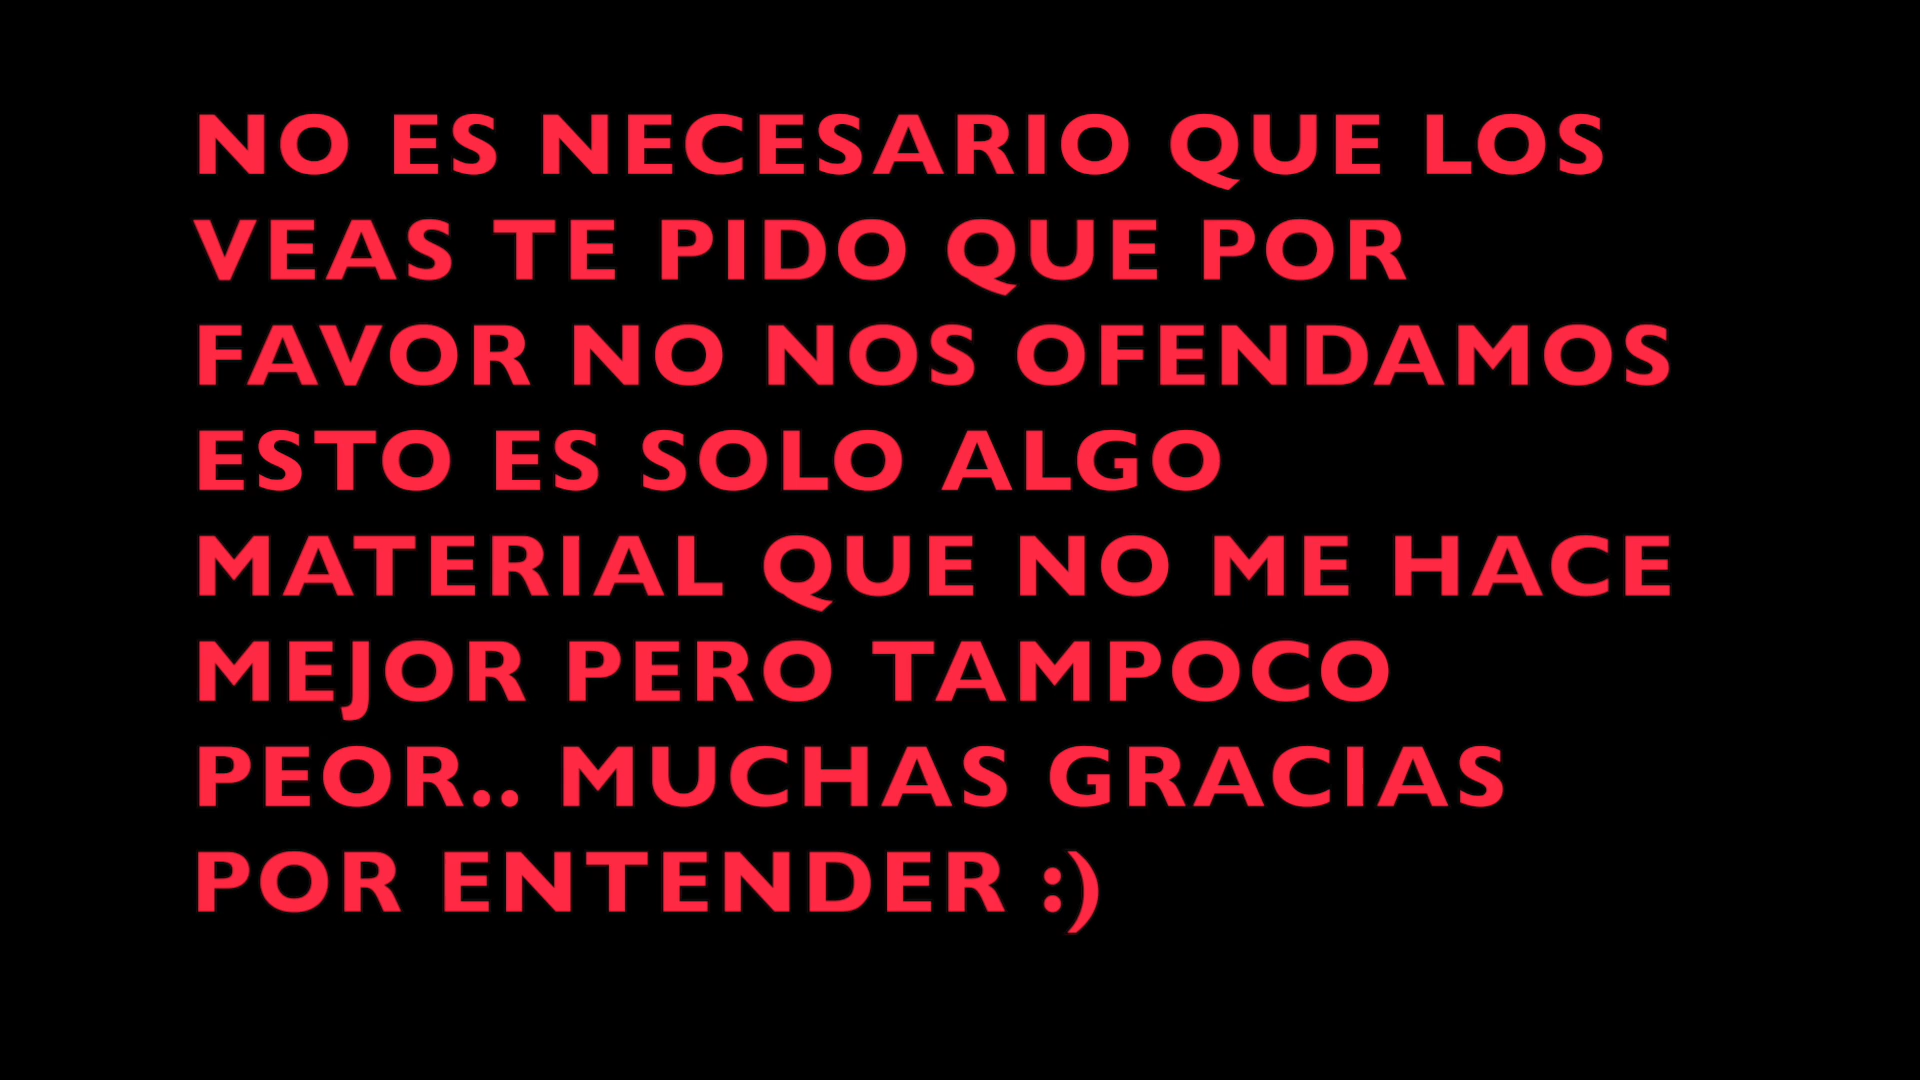 NO ES NECESARIO QUE LOS
VEAS TE PIDO QUE POR
FAVOR NO NOS OFENDAMOS
ESTO ES SOLO ALGO
MATERIAL QUE NO ME HACE
MEJOR PERO TAMPOCO
PEOR.. MUCHAS GRACIAS
POR ENTENDER :)